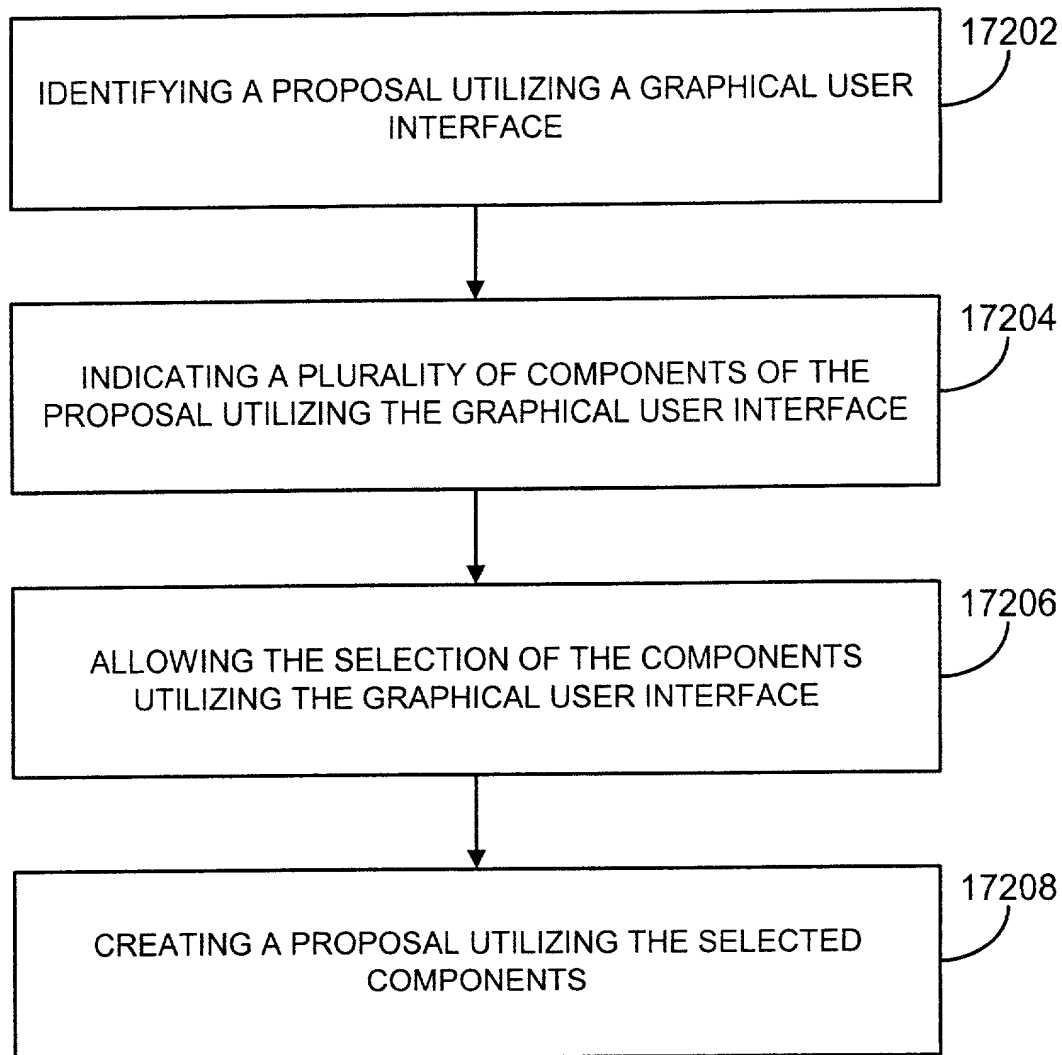 17202
IDENTIFYING A PROPOSAL UTILIZING A GRAPHICAL USER
INTERFACE
17204
INDICATING A PLURALITY OF COMPONENTS OF THE
PROPOSAL UTILIZING THE GRAPHICAL USER INTERFACE
17206
ALLOWING THE SELECTION OF THE COMPONENTS
UTILIZING THE GRAPHICAL USER INTERFACE
17208
CREATING A PROPOSAL UTILIZING THE SELECTED
COMPONENTS